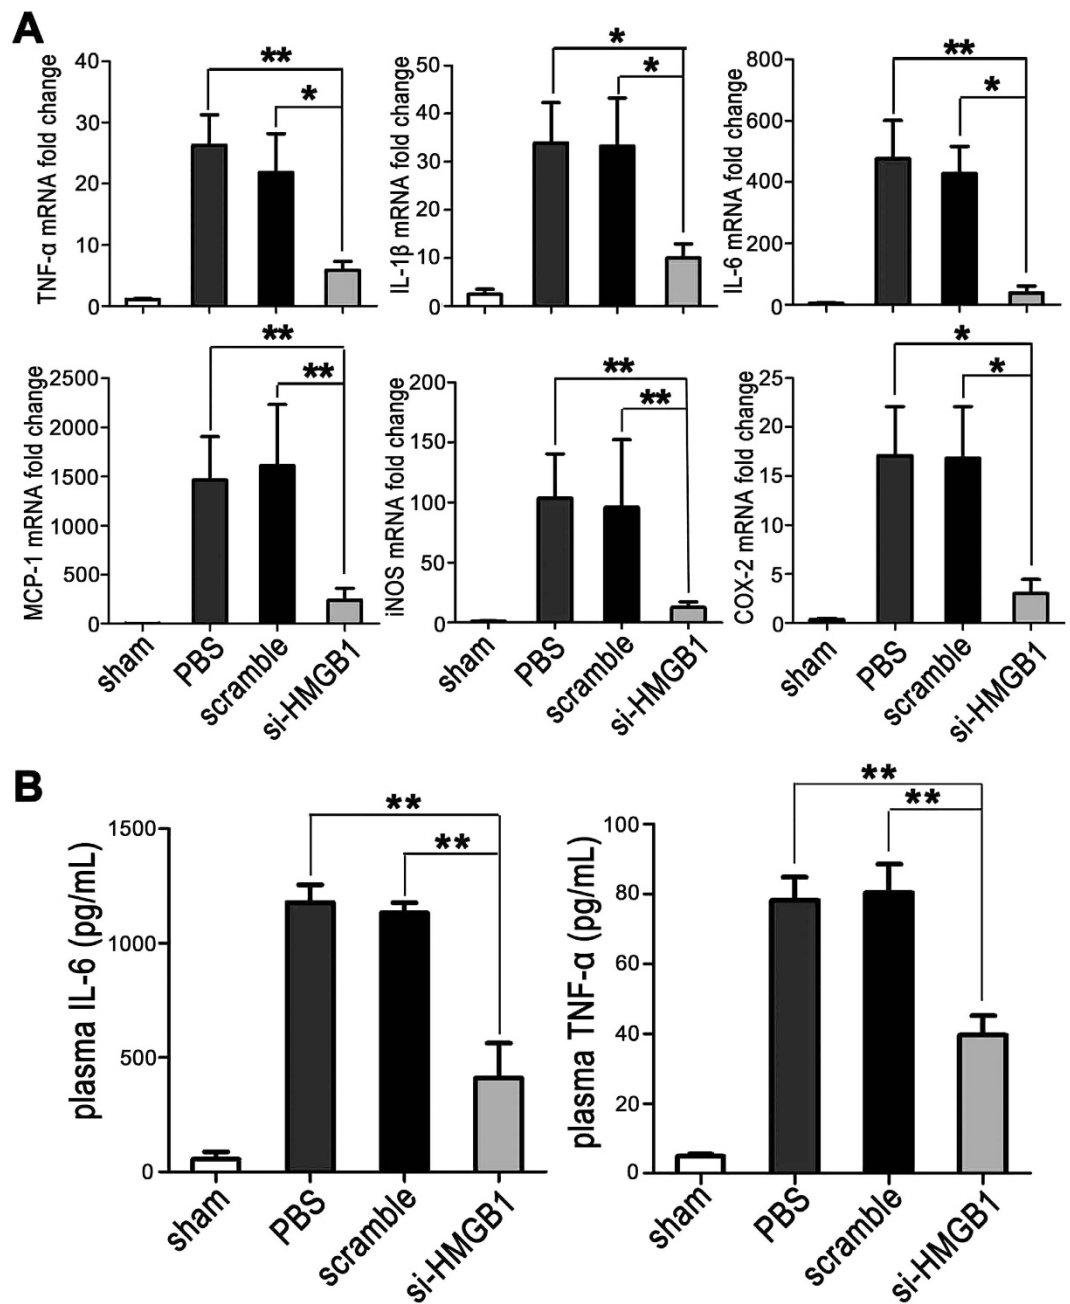 A
TNF-α mRNA fold change
40
30
20
10
0
**
*
IL-1β mRNA fold change
50
40
30
20
10
0
*
*
IL-6 mRNA fold change
800
600
400
200
0
**
*
MCP-1 mRNA fold change
2500
2000
1500
1000
500
0
**
**
sham
PBS
scramble
si-HMGB1
iNOS mRNA fold change
200
150
100
50
0
**
**
sham
PBS
scramble
si-HMGB1
COX-2 mRNA fold change
25
20
15
10
5
0
*
*
sham
PBS
scramble
si-HMGB1
B
plasma IL-6 (pg/mL)
1500
1000
500
0
**
**
sham
PBS
scramble
si-HMGB1
plasma TNF-α (pg/mL)
100
80
60
40
20
0
**
**
sham
PBS
scramble
si-HMGB1